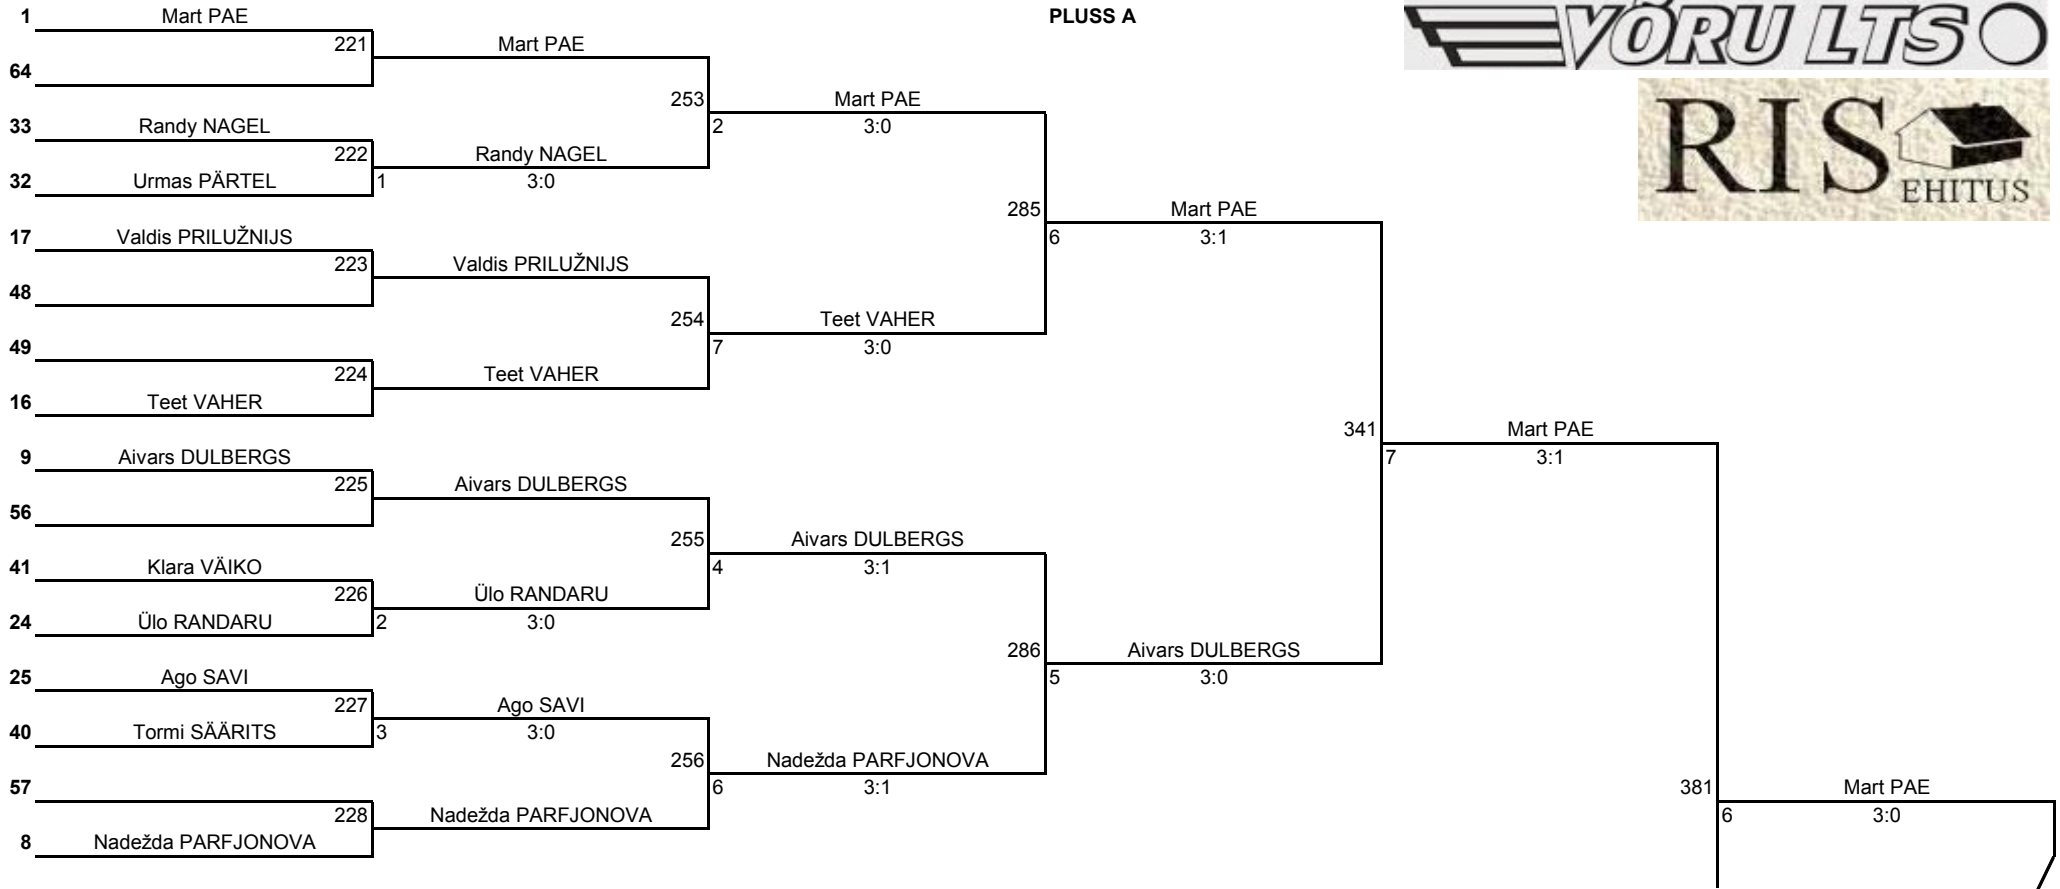 1 Mart PAE PLUSS A
VÕRU LTS
221 Mart PAE
64
253 Mart PAE
33 Randy NAGEL 2 3:0
RIS
EHITUS
222 Randy NAGEL
32 Urmas PÄRTEL 1 3:0
285 Mart PAE
17 Valdis PRILUŽNIJS 6 3:1
223 Valdis PRILUŽNIJS
48
254 Teet VAHER
49 7 3:0
224 Teet VAHER
16 Teet VAHER
341 Mart PAE
9 Aivars DULBERGS 7 3:1
225 Aivars DULBERGS
56
255 Aivars DULBERGS
41 Klara VÄIKO 4 3:1
226 Ülo RANDARU
24 Ülo RANDARU 2 3:0
286 Aivars DULBERGS
25 Ago SAVI 5 3:0
227 Ago SAVI
40 Tormi SÄÄRITS 3 3:0
256 Nadežda PARFJONOVA
57 6 3:1 381 Mart PAE
228 Nadežda PARFJONOVA 6 3:0
8 Nadežda PARFJONOVA